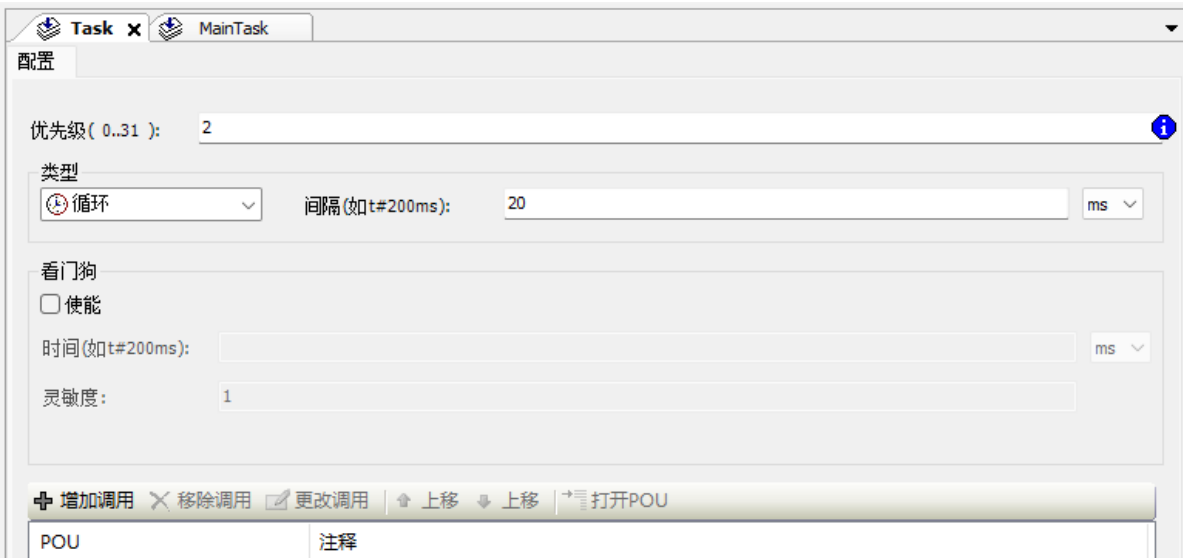 Task MainTask
配置
优先级( 0..31 ): 2
类型
循环 间隔(如t#200ms): 20 ms
看门狗
使能
时间(如t#200ms): ms
灵敏度: 1
增加调用 移除调用 更改调用 上移 上移 打开POU
POU 注释